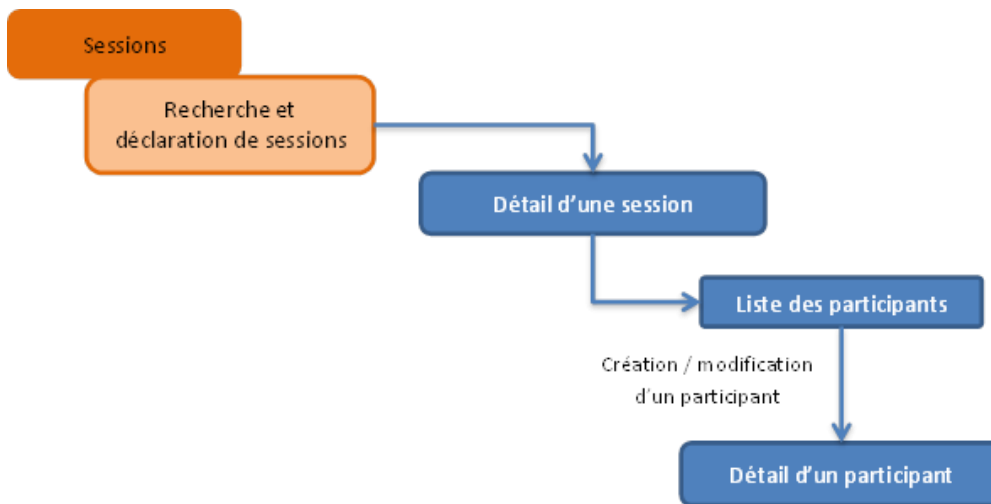 Sessions
Recherche et
déclaration de sessions
Détail d'une session
Liste des participants
Création / modification
d'un participant
Détail d'un participant